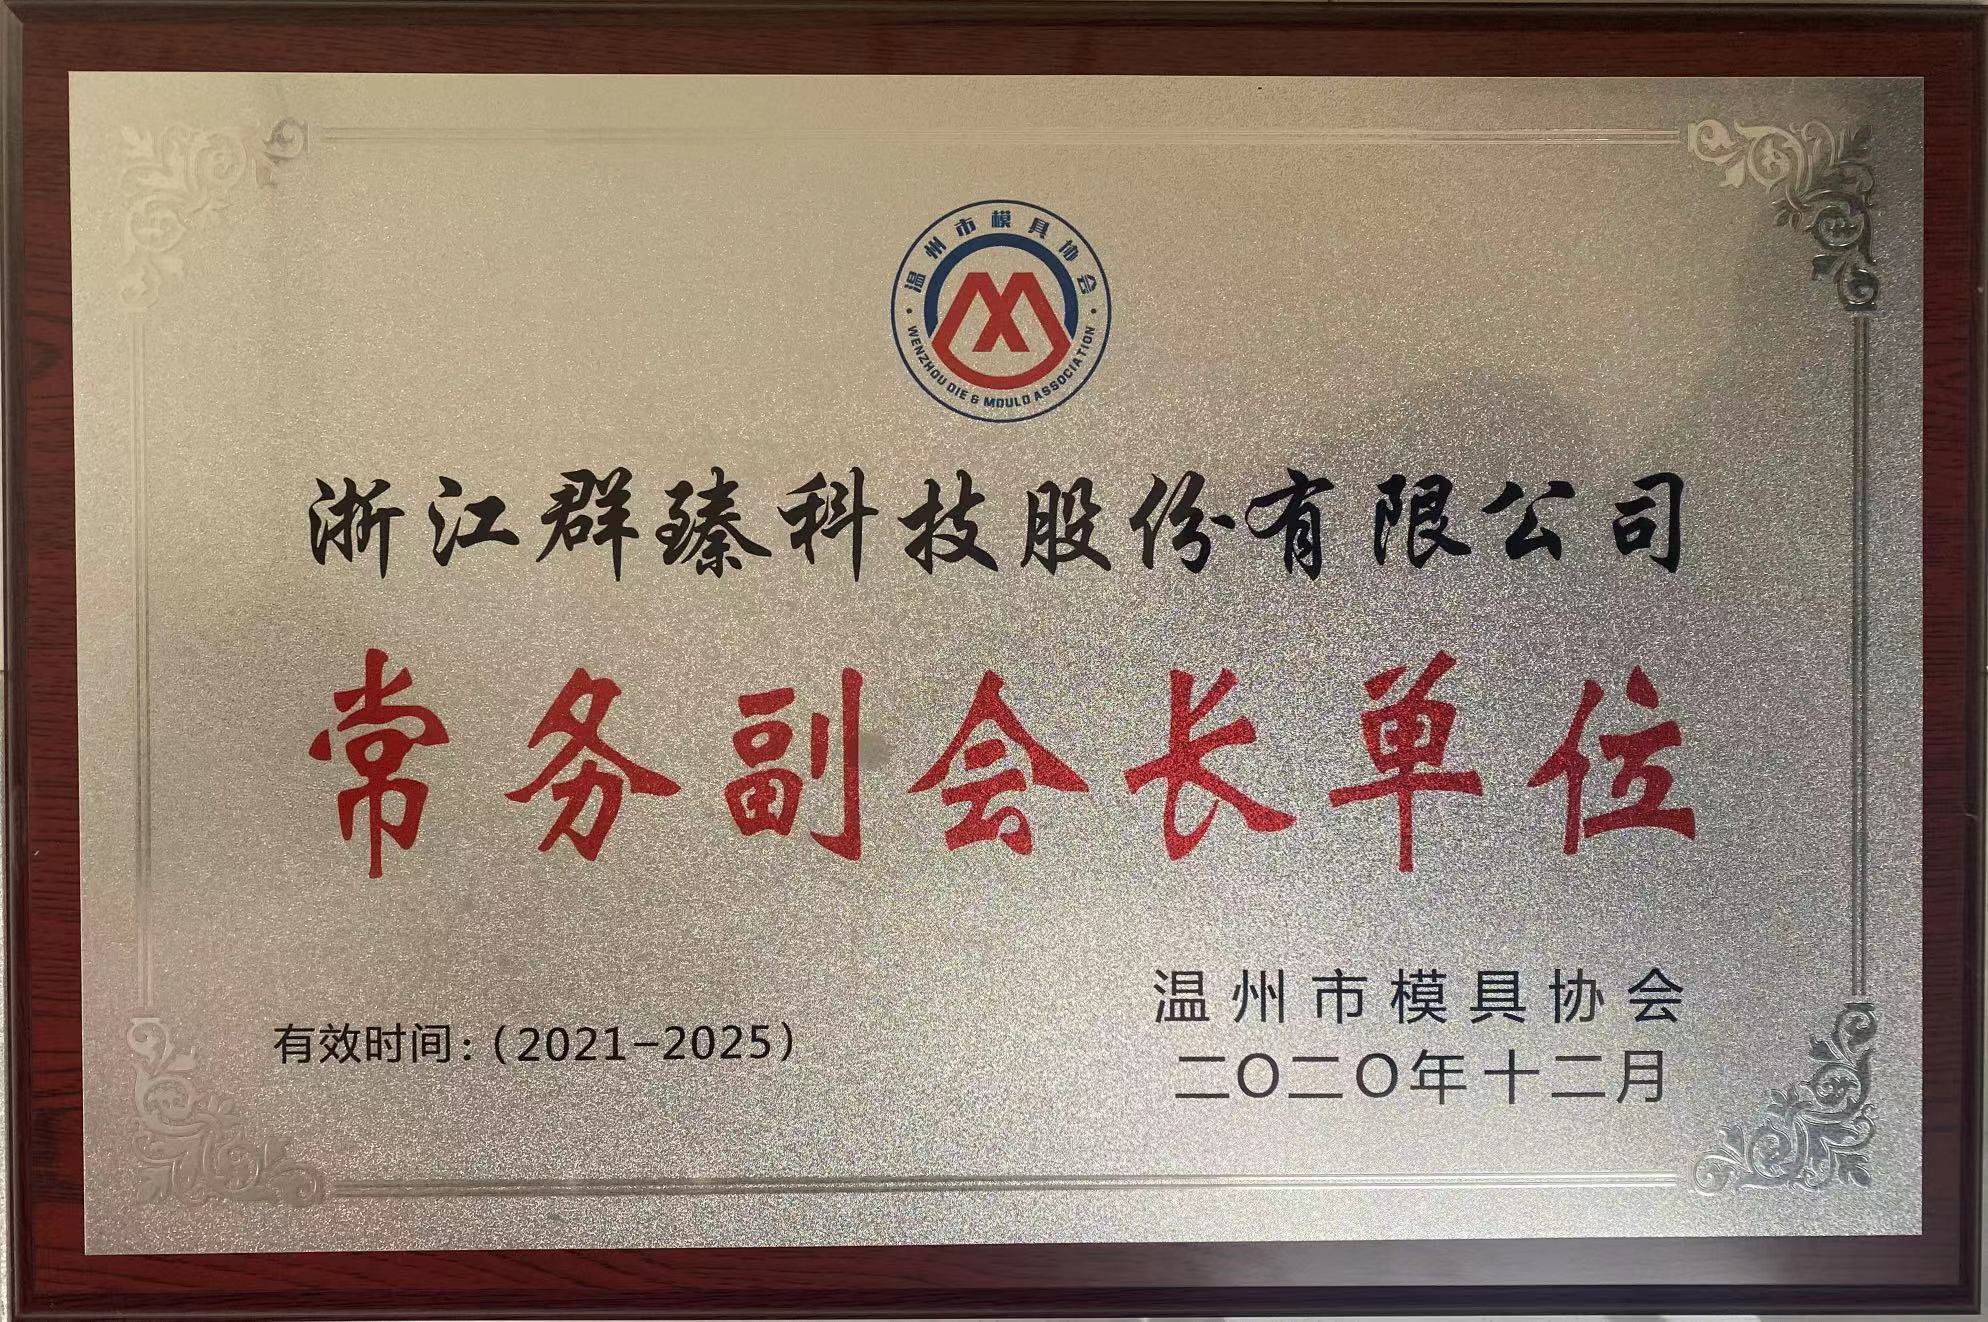 温州市模具协会
WENZHOU DIE & MOULD ASSOCIATION
浙江群臻科技股份有限公司
常务副会长单位
有效时间：（2021-2025）
温州市模具协会
二〇二〇年十二月